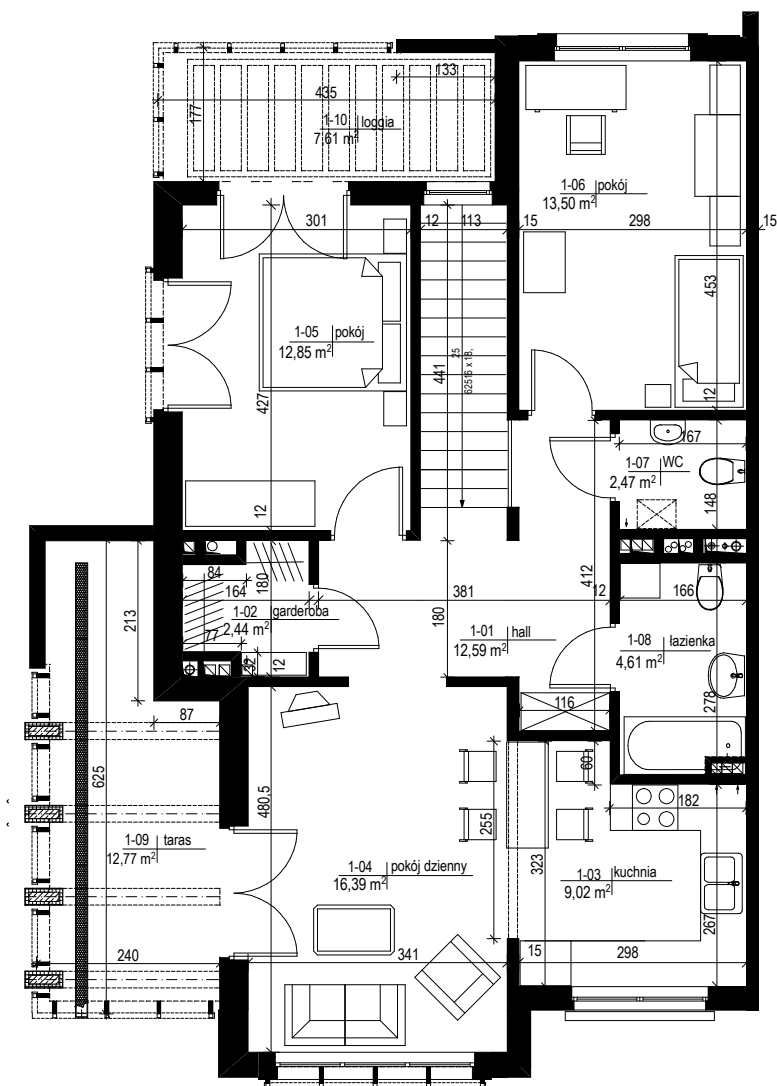 133
435
177
1-10 loggia
7,61 m²
1-06 pokój
13,50 m²
301
12
113
15
298
15
453
1-05 pokój
12,85 m²
441
25
16 x 18,
427
12
12
167
1-07 WC
2,47 m²
148
84
180
164
381
412
12
166
213
1-02 garderoba
2,44 m²
77
180
1-01 hall
12,59 m²
1-08 łazienka
4,61 m²
232
12
116
278
87
625
480,5
60
182
255
1-09 taras
12,77 m²
1-04 pokój dzienny
16,39 m²
323
1-03 kuchnia
9,02 m²
267
240
341
15
298